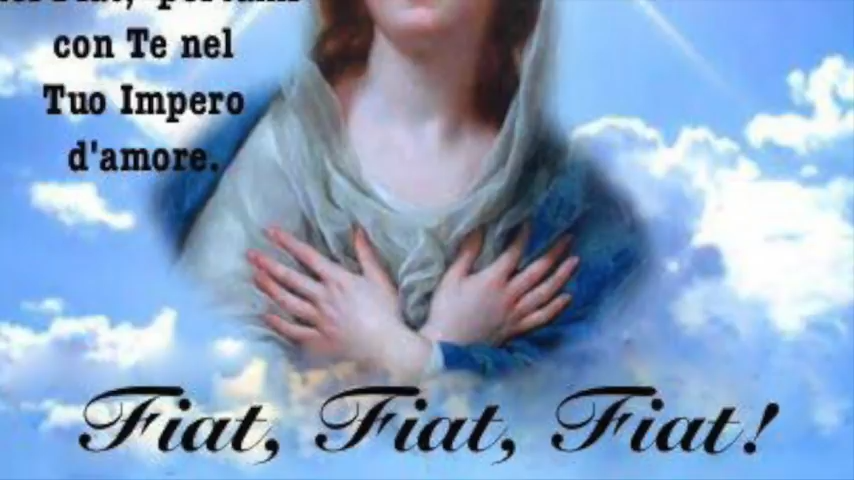 con Te nel
Tuo Impero
d'amore.
Fiat, Fiat, Fiat!